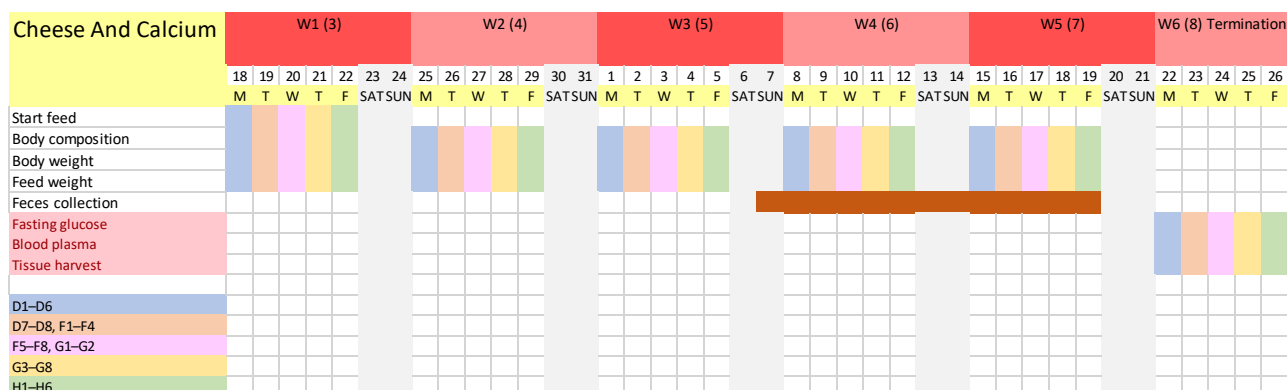 Cheese And Calcium W1 (3) W2 (4) W3 (5) W4 (6) W5 (7) W6 (8) Termination
18 19 20 21 22 23 24 25 26 27 28 29 30 31 1 2 3 4 5 6 7 8 9 10 11 12 13 14 15 16 17 18 19 20 21 22 23 24 25 26
M T W T F SAT SUN M T W T F SAT SUN M T W T F SAT SUN M T W T F SAT SUN M T W T F SAT SUN M T W T F
Start feed
Body composition
Body weight
Feed weight
Feces collection
Fasting glucose
Blood plasma
Tissue harvest
D1–D6
D7–D8, F1–F4
F5–F8, G1–G2
G3–G8
H1–H6